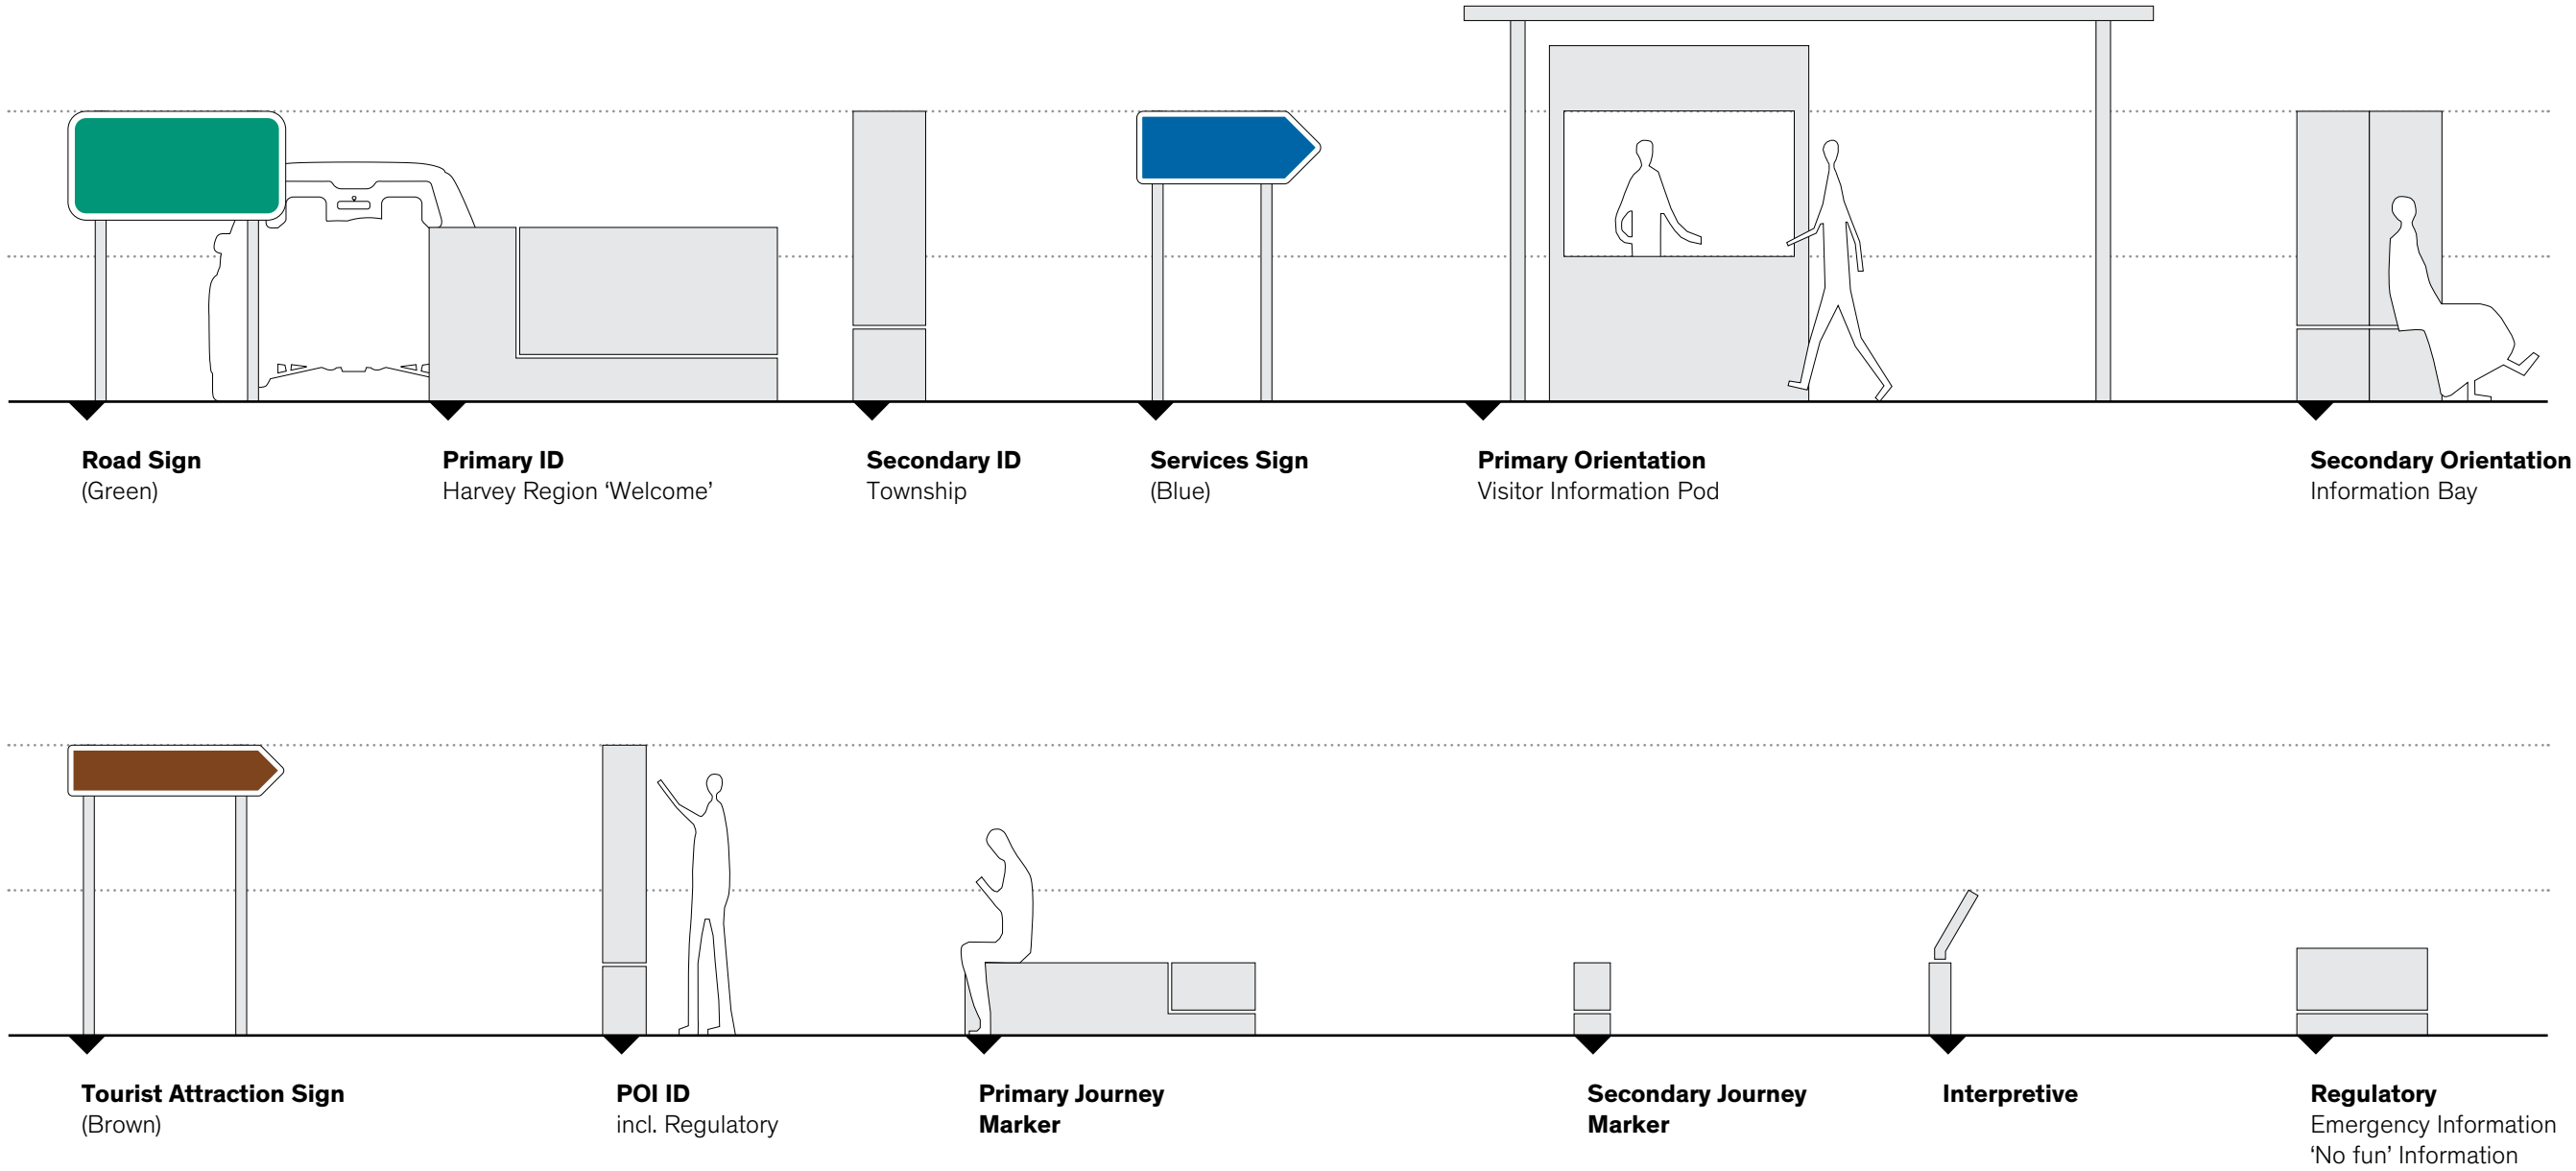 Road Sign
(Green)
Primary ID
Harvey Region ‘Welcome’
Secondary ID
Township
Services Sign
(Blue)
Primary Orientation
Visitor Information Pod
Secondary Orientation
Information Bay
Tourist Attraction Sign
(Brown)
POI ID
incl. Regulatory
Primary Journey
Marker
Secondary Journey
Marker
Interpretive
Regulatory
Emergency Information
‘No fun’ Information